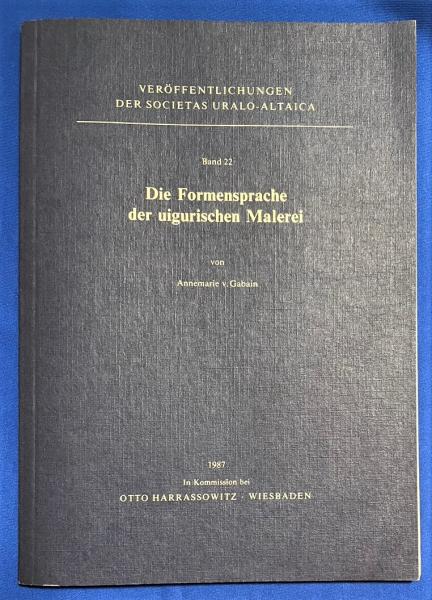 VERÖFFENTLICHUNGEN
DER SOCIETAS URALO-ALTAICA
Band 22
Die Formensprache
der uigurischen Malerei
von
Annemarie v. Gabain
1987
In Kommission bei
OTTO HARRASSOWITZ · WIESBADEN